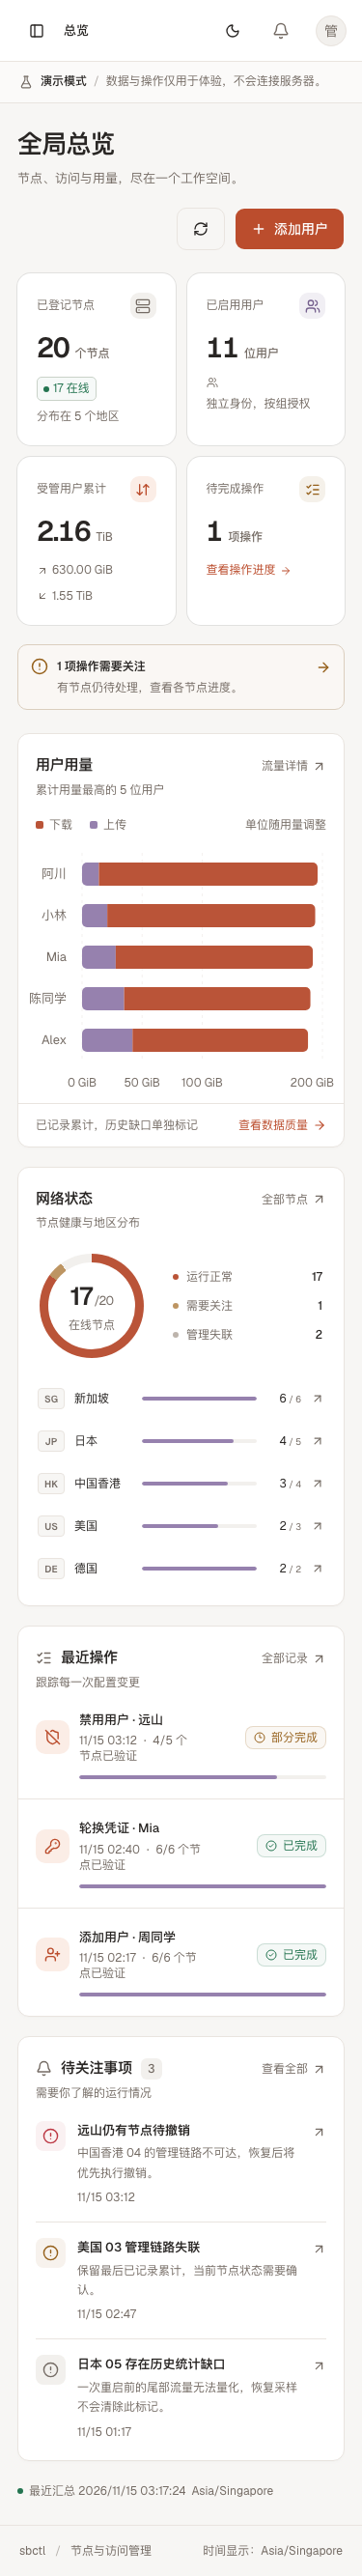 总览
管
演示模式 / 数据与操作仅用于体验，不会连接服务器。
全局总览
节点、访问与用量，尽在一个工作空间。
添加用户
已登记节点
20 个节点
17 在线
分布在 5 个地区
已启用用户
11 位用户
独立身份，按组授权
受管用户累计
2.16 TiB
630.00 GiB
1.55 TiB
待完成操作
1 项操作
查看操作进度
1 项操作需要关注
有节点仍待处理，查看各节点进度。
用户用量
流量详情
累计用量最高的 5 位用户
下载 上传 单位随用量调整
阿川
小林
Mia
陈同学
Alex
0 GiB 50 GiB 100 GiB 200 GiB
已记录累计，历史缺口单独标记 查看数据质量
网络状态 全部节点
节点健康与地区分布
17/20
在线节点
运行正常 17
需要关注 1
管理失联 2
SG 新加坡 6 / 6
JP 日本 4 / 5
HK 中国香港 3 / 4
US 美国 2 / 3
DE 德国 2 / 2
最近操作 全部记录
跟踪每一次配置变更
禁用用户 · 远山
11/15 03:12 · 4/5 个
节点已验证
部分完成
轮换凭证 · Mia
11/15 02:40 · 6/6 个节
点已验证
已完成
添加用户 · 周同学
11/15 02:17 · 6/6 个节
点已验证
已完成
待关注事项 3 查看全部
需要你了解的运行情况
远山仍有节点待撤销
中国香港 04 的管理链路不可达，恢复后将
优先执行撤销。
11/15 03:12
美国 03 管理链路失联
保留最后已记录累计，当前节点状态需要确
认。
11/15 02:47
日本 05 存在历史统计缺口
一次重启前的尾部流量无法量化，恢复采样
不会清除此标记。
11/15 01:17
最近汇总 2026/11/15 03:17:24 Asia/Singapore
sbctl / 节点与访问管理 时间显示：Asia/Singapore